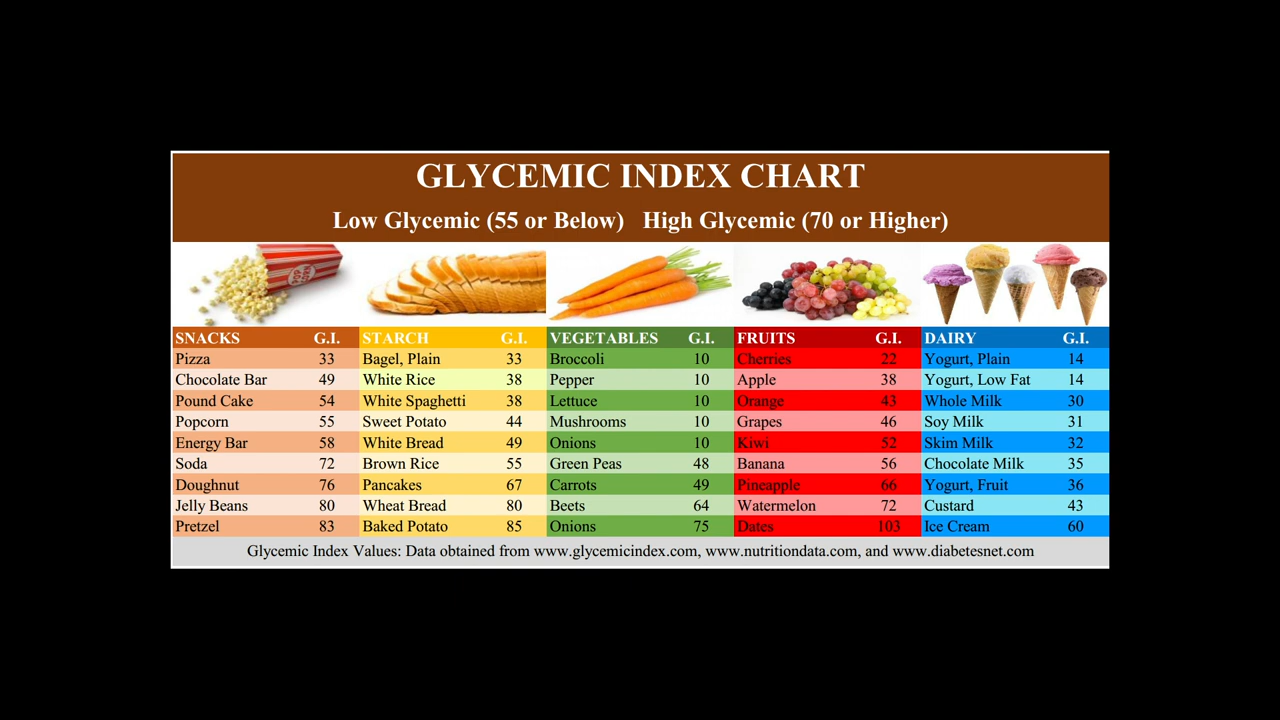 GLYCEMIC INDEX CHART
Low Glycemic (55 or Below) High Glycemic (70 or Higher)
POP CORN
SNACKS G.I. STARCH G.I. VEGETABLES G.I. FRUITS G.I. DAIRY G.I.
Pizza 33 Bagel, Plain 33 Broccoli 10 Cherries 22 Yogurt, Plain 14
Chocolate Bar 49 White Rice 38 Pepper 10 Apple 38 Yogurt, Low Fat 14
Pound Cake 54 White Spaghetti 38 Lettuce 10 Orange 43 Whole Milk 30
Popcorn 55 Sweet Potato 44 Mushrooms 10 Grapes 46 Soy Milk 31
Energy Bar 58 White Bread 49 Onions 10 Kiwi 52 Skim Milk 32
Soda 72 Brown Rice 55 Green Peas 48 Banana 56 Chocolate Milk 35
Doughnut 76 Pancakes 67 Carrots 49 Pineapple 66 Yogurt, Fruit 36
Jelly Beans 80 Wheat Bread 80 Beets 64 Watermelon 72 Custard 43
Pretzel 83 Baked Potato 85 Onions 75 Dates 103 Ice Cream 60
Glycemic Index Values: Data obtained from www.glycemicindex.com, www.nutritiondata.com, and www.diabetesnet.com